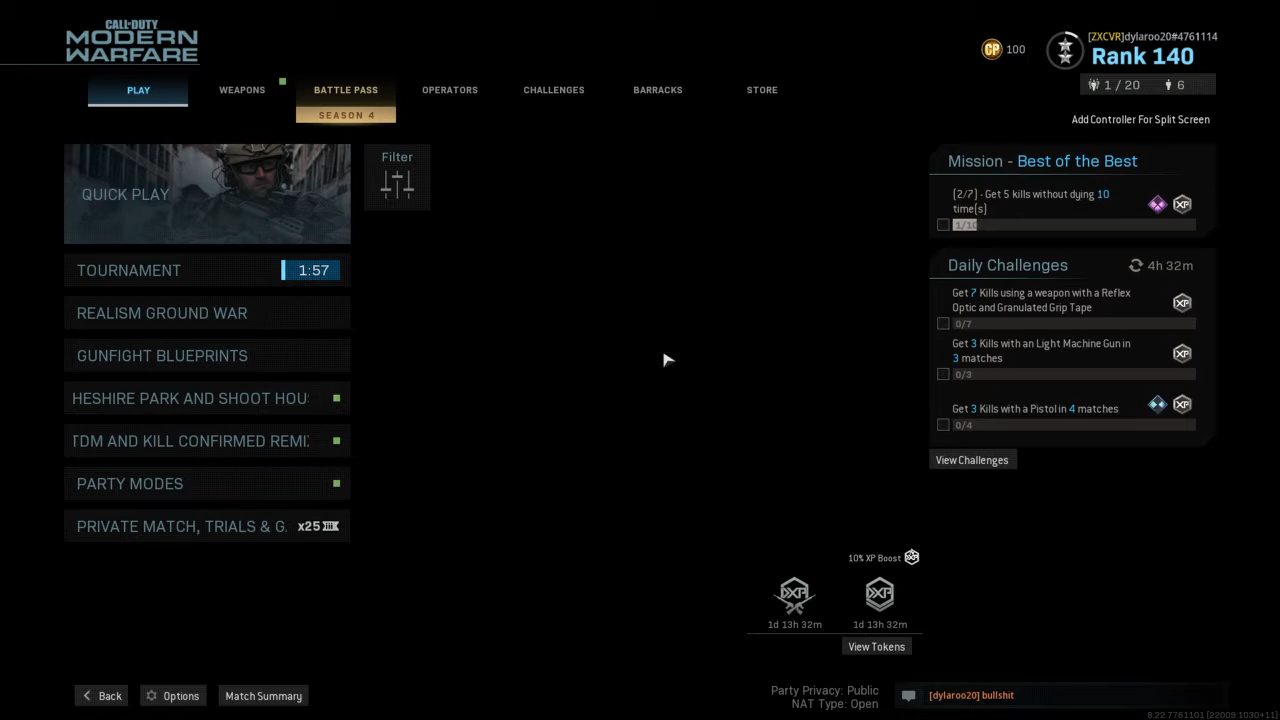 CALL OF DUTY
MODERN
WARFARE
100
[ZXCVR]dylaroo20#4761114
Rank 140
1 / 20 6
Add Controller For Split Screen
PLAY WEAPONS BATTLE PASS OPERATORS CHALLENGES BARRACKS STORE
SEASON 4
QUICK PLAY
Filter
TOURNAMENT 1:57
REALISM GROUND WAR
GUNFIGHT BLUEPRINTS
HESHIRE PARK AND SHOOT HOU
TDM AND KILL CONFIRMED REMI
PARTY MODES
PRIVATE MATCH, TRIALS & G. x25
Mission - Best of the Best
(2/7) - Get 5 kills without dying 10
time(s)
XP
1/10
Daily Challenges 4h 32m
Get 7 Kills using a weapon with a Reflex
Optic and Granulated Grip Tape
XP
0/7
Get 3 Kills with an Light Machine Gun in
3 matches
XP
0/3
Get 3 Kills with a Pistol in 4 matches
XP
0/4
View Challenges
10% XP Boost
DXP DXP
1d 13h 32m 1d 13h 32m
View Tokens
Back Options Match Summary
Party Privacy: Public
NAT Type: Open
[dylaroo20] bullshit